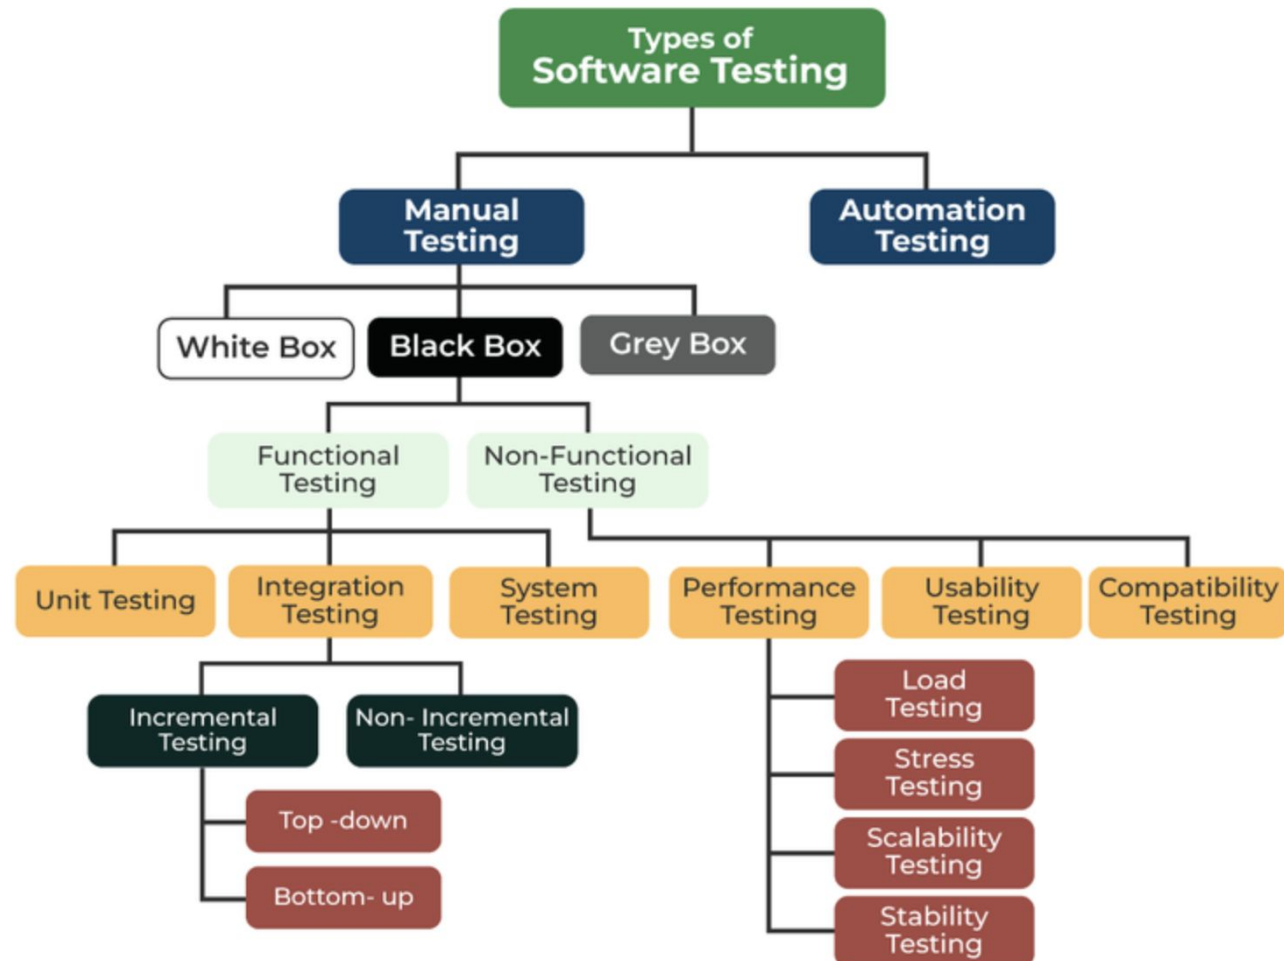 Types of
Software Testing
Manual
Testing
Automation
Testing
White Box
Black Box
Grey Box
Functional
Testing
Non-Functional
Testing
Unit Testing
Integration
Testing
System
Testing
Performance
Testing
Usability
Testing
Compatibility
Testing
Incremental
Testing
Non- Incremental
Testing
Top -down
Bottom- up
Load
Testing
Stress
Testing
Scalability
Testing
Stability
Testing